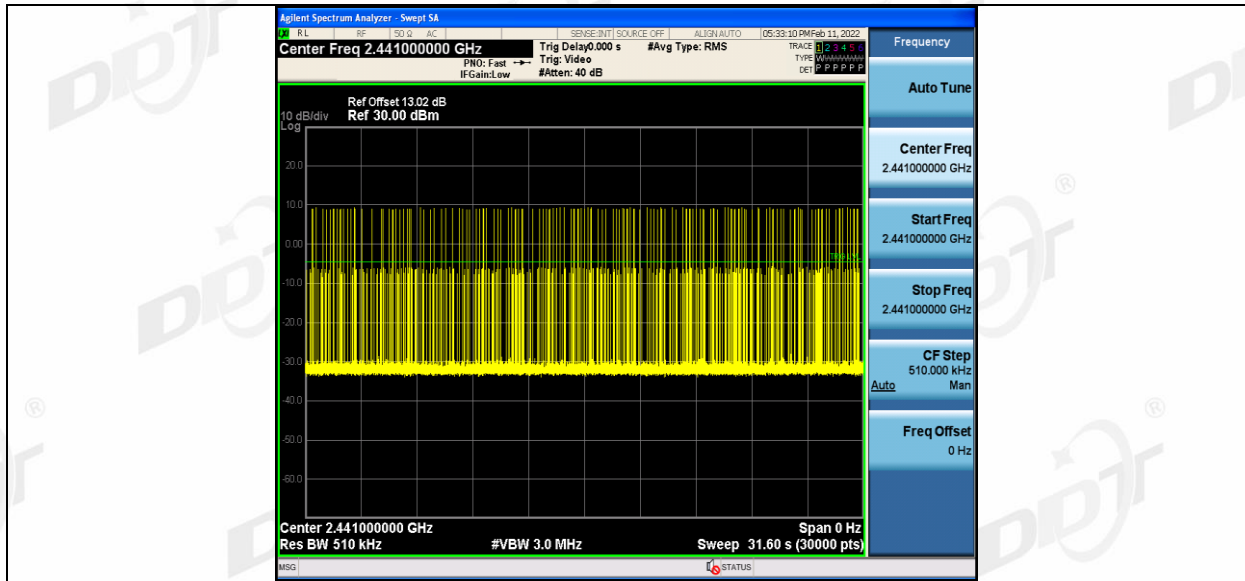 Agilent Spectrum Analyzer - Swept SA
RL RF 50 Ω AC SENSE:INT SOURCE OFF ALIGN AUTO 05:33:10 PM Feb 11, 2022
Center Freq 2.441000000 GHz
PNO: Fast
IFGain:Low
Trig Delay0.000 s
Trig: Video
#Atten: 40 dB
#Avg Type: RMS
TRACE 1 2 3 4 5 6
TYPE W
DET P P P P P P
Ref Offset 13.02 dB
10 dB/div Ref 30.00 dBm
Log
20.0
10.0
0.00
-10.0
-20.0
-30.0
-40.0
-50.0
-60.0
Center 2.441000000 GHz Span 0 Hz
Res BW 510 kHz #VBW 3.0 MHz Sweep 31.60 s (30000 pts)
MSG STATUS
Frequency
Auto Tune
Center Freq
2.441000000 GHz
Start Freq
2.441000000 GHz
Stop Freq
2.441000000 GHz
CF Step
510.000 kHz
Auto Man
Freq Offset
0 Hz
DDT
®